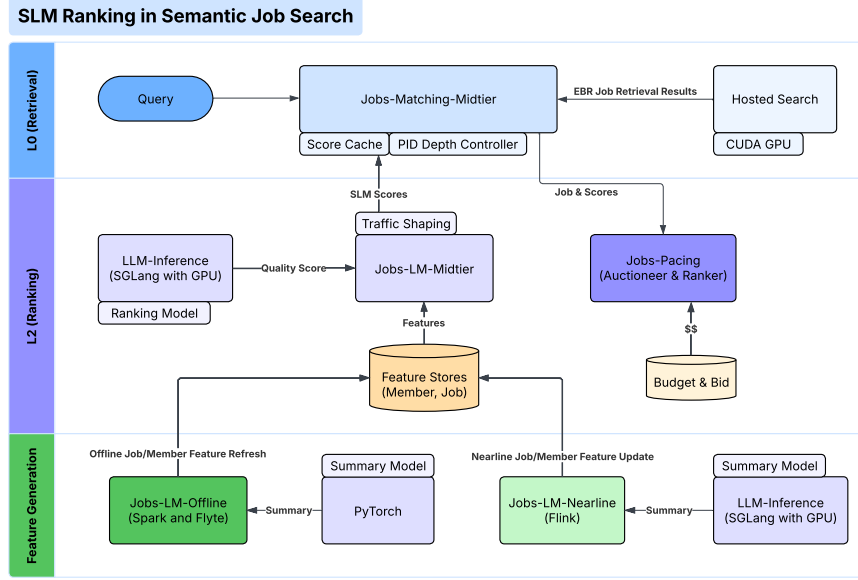 SLM Ranking in Semantic Job Search
L0 (Retrieval)
Query
Jobs-Matching-Midtier
EBR Job Retrieval Results
Hosted Search
Score Cache
PID Depth Controller
CUDA GPU
SLM Scores
Job & Scores
L2 (Ranking)
Traffic Shaping
LLM-Inference
(SGLang with GPU)
Quality Score
Jobs-LM-Midtier
Jobs-Pacing
(Auctioneer & Ranker)
Ranking Model
Features
$$
Feature Stores
(Member, Job)
Budget & Bid
Feature Generation
Offline Job/Member Feature Refresh
Nearline Job/Member Feature Update
Summary Model
Summary Model
Jobs-LM-Offline
(Spark and Flyte)
Summary
PyTorch
Jobs-LM-Nearline
(Flink)
Summary
LLM-Inference
(SGLang with GPU)